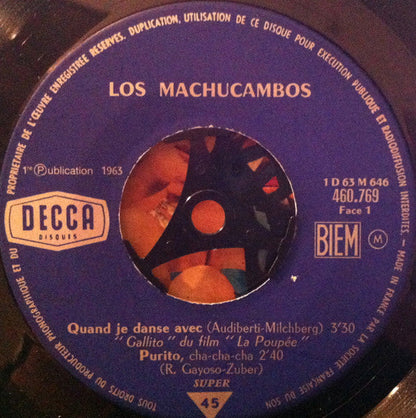 TOUS DROITS DU PRODUCTEUR PHONOGRAPHIQUE ET DU PROPRIETAIRE DE L'ŒUVRE ENREGISTREE RESERVES. DUPLICATION, UTILISATION DE CE DISQUE POUR EXECUTION PUBLIQUE ET RADIODIFFUSION INTERDITES. - MADE IN FRANCE PAR LA SOCIETE FRANÇAISE DU SON
LOS MACHUCAMBOS
1re Ⓟublication 1963
1 D 63 M 646
460.769
Face 1
DECCA
DISQUES
BIEM
M
Quand je danse avec (Audiberti-Milchberg) 3'30
"Gallito" du film "La Poupée"
Purito, cha-cha-cha 2'40
(R. Gayoso-Zuber)
SUPER
45